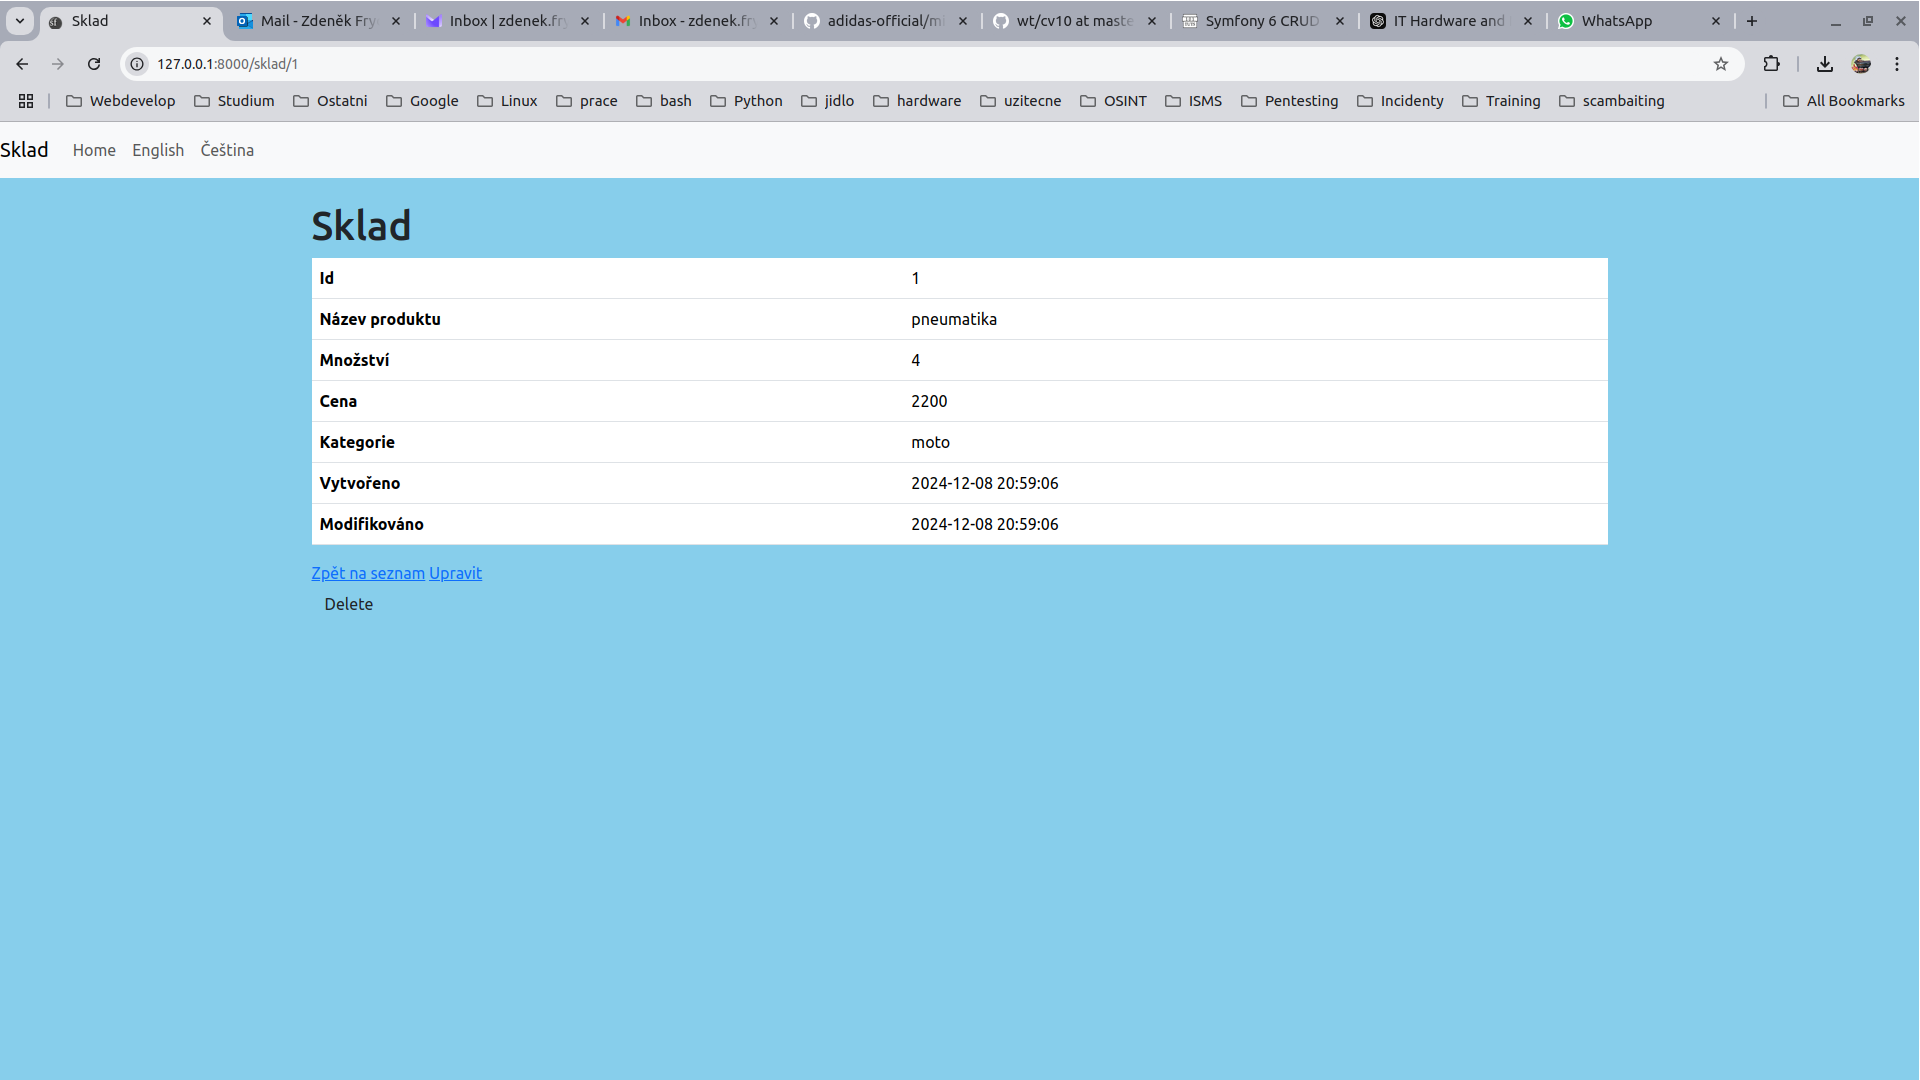 Sklad
Mail - Zdeněk Fry
Inbox | zdenek.fry
Inbox - zdenek.fry
adidas-official/m
wt/cv10 at maste
Symfony 6 CRUD
IT Hardware and
WhatsApp
127.0.0.1:8000/sklad/1
Webdevelop Studium Ostatni Google Linux prace bash Python jidlo hardware uzitecne OSINT ISMS Pentesting Incidenty Training scambaiting All Bookmarks
Sklad Home English Čeština
Sklad
Id 1
Název produktu pneumatika
Množství 4
Cena 2200
Kategorie moto
Vytvořeno 2024-12-08 20:59:06
Modifikováno 2024-12-08 20:59:06
Zpět na seznam Upravit
Delete